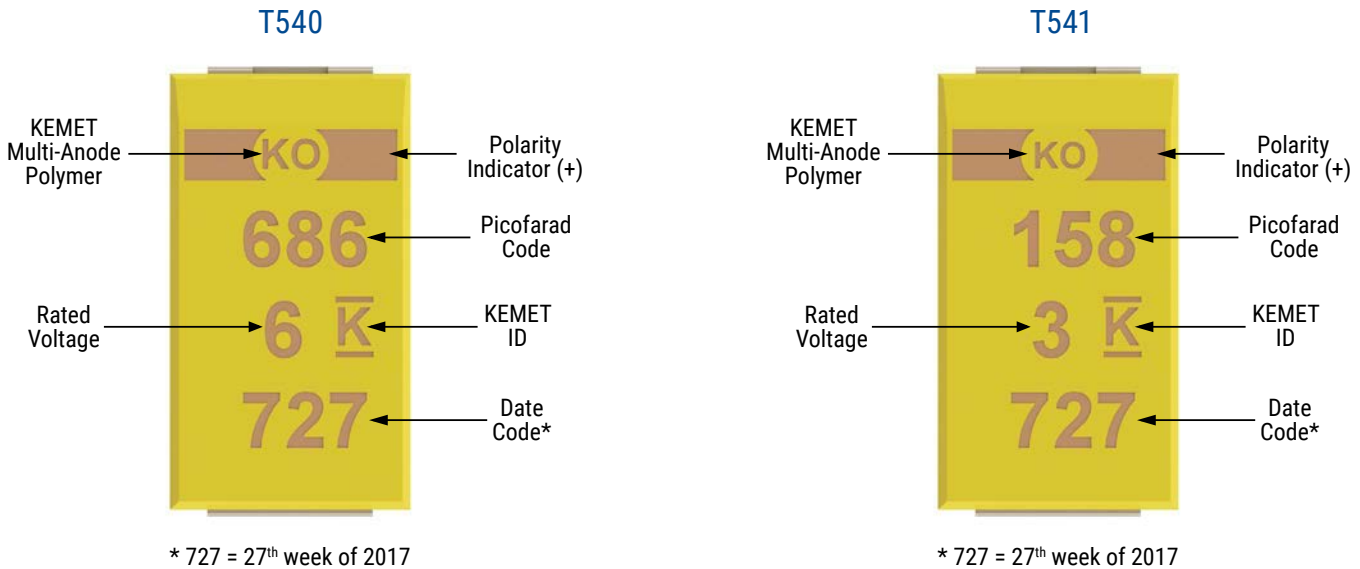 T540
KEMET
Multi-Anode
Polymer
KO
Polarity
Indicator (+)
686
Picofarad
Code
Rated
Voltage
6 K
KEMET
ID
727
Date
Code*
* 727 = 27th week of 2017
T541
KEMET
Multi-Anode
Polymer
KO
Polarity
Indicator (+)
158
Picofarad
Code
Rated
Voltage
3 K
KEMET
ID
727
Date
Code*
* 727 = 27th week of 2017